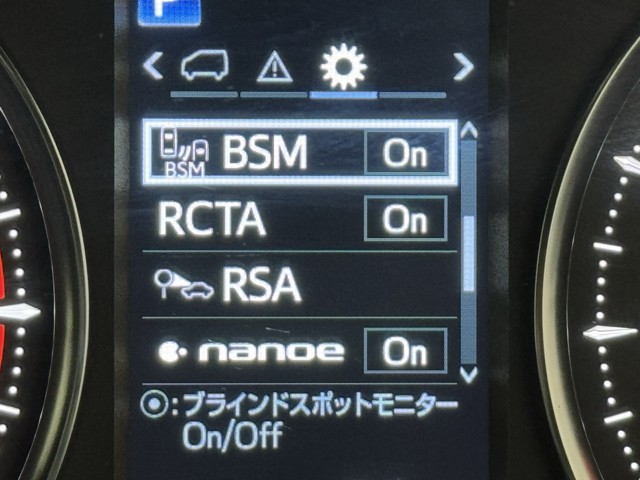 P
BSM
BSM On
RCTA On
RSA
nanoe On
:ブラインドスポットモニター
On/Off